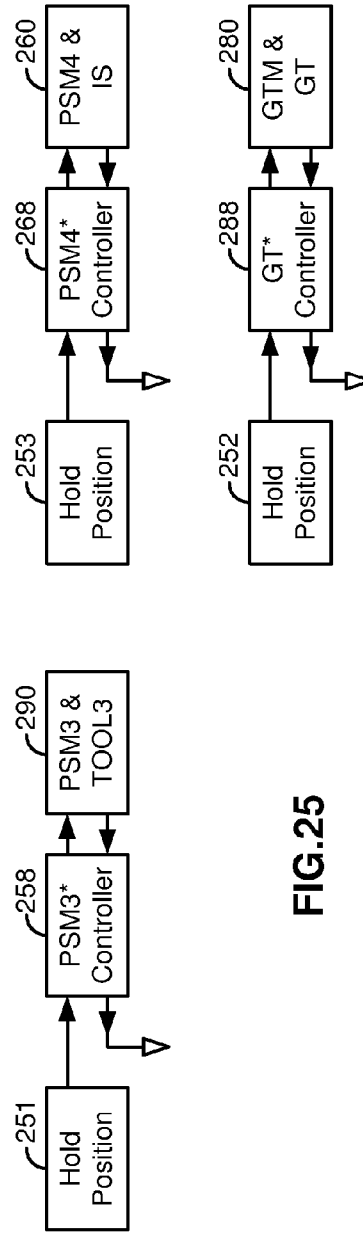 251
Hold
Position
258
PSM3*
Controller
290
PSM3 &
TOOL3
253
Hold
Position
268
PSM4*
Controller
260
PSM4 &
IS
252
Hold
Position
288
GT*
Controller
280
GTM &
GT
FIG.25